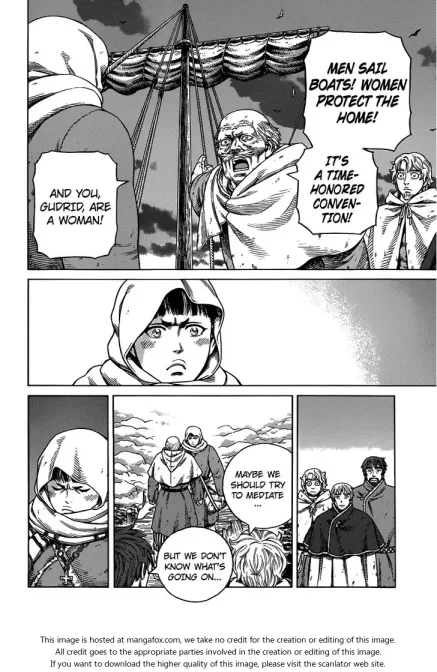 MEN SAIL
BOATS! WOMEN
PROTECT THE
HOME!
IT'S
A TIME-
HONORED
CONVEN-
TION!
AND YOU,
GUDRID, ARE
A WOMAN!
MAYBE WE
SHOULD TRY
TO MEDIATE
...
BUT WE DON'T
KNOW WHAT'S
GOING ON...
This image is hosted at mangafox.com, we take no credit for the creation or editing of this image.
All credit goes to the appropriate parties involved in the creation or editing of this image.
If you want to download the higher quality of this image, please visit the scanlator web site.